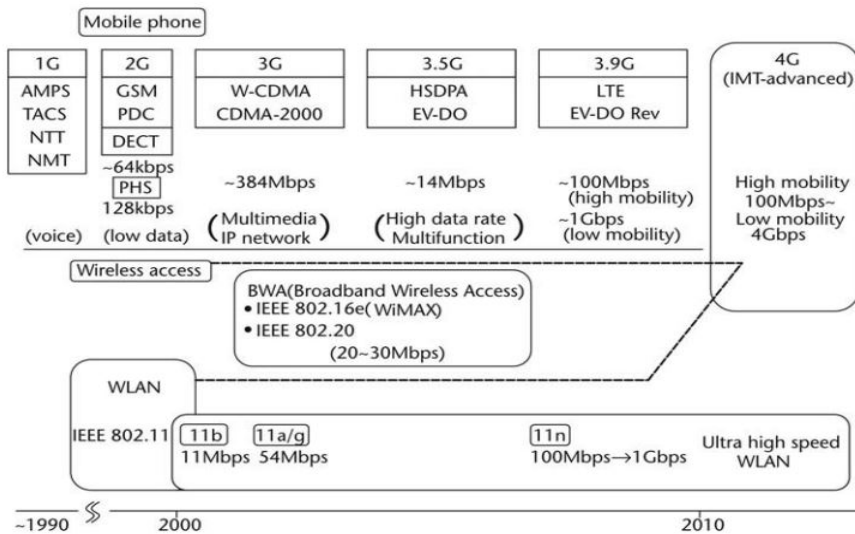 Mobile phone
1G
AMPS
TACS
NTT
NMT
(voice)
2G
GSM
PDC
DECT
~64kbps
PHS
128kbps
(low data)
3G
W-CDMA
CDMA-2000
~384Mbps
(Multimedia
IP network)
3.5G
HSDPA
EV-DO
~14Mbps
(High data rate
Multifunction)
3.9G
LTE
EV-DO Rev
~100Mbps
(high mobility)
~1Gbps
(low mobility)
4G
(IMT-advanced)
High mobility
100Mbps~
Low mobility
4Gbps
Wireless access
BWA(Broadband Wireless Access)
• IEEE 802.16e(WiMAX)
• IEEE 802.20
(20~30Mbps)
WLAN
IEEE 802.11
11b
11Mbps
11a/g
54Mbps
11n
100Mbps→1Gbps
Ultra high speed
WLAN
~1990
2000
2010